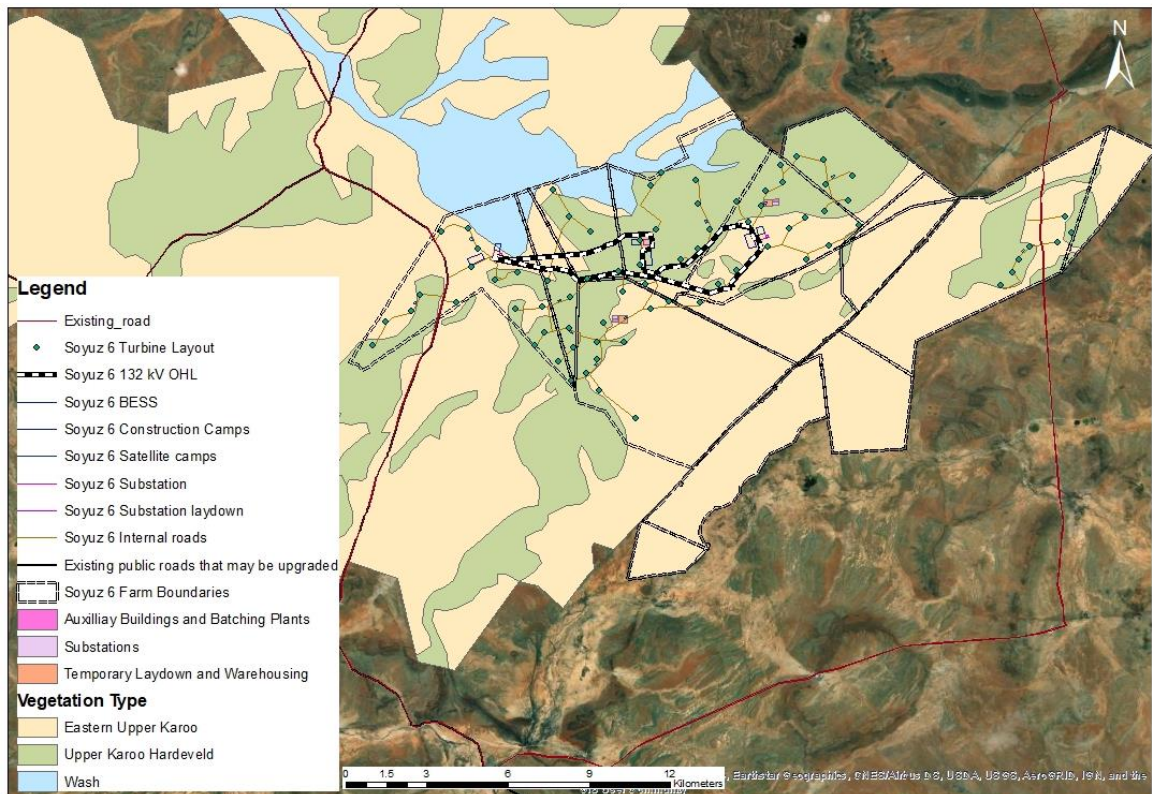 N
Legend
Existing_road
Soyuz 6 Turbine Layout
Soyuz 6 132 kV OHL
Soyuz 6 BESS
Soyuz 6 Construction Camps
Soyuz 6 Satellite camps
Soyuz 6 Substation
Soyuz 6 Substation laydown
Soyuz 6 Internal roads
Existing public roads that may be upgraded
Soyuz 6 Farm Boundaries
Auxilliay Buildings and Batching Plants
Substations
Temporary Laydown and Warehousing
Vegetation Type
Eastern Upper Karoo
Upper Karoo Hardeveld
Wash
0 1.5 3 6 9 12
Kilometers
, Earthstar Geographics, CNES/Airbus DS, USDA, USGS, AeroGRID, IGN, and the
GIS User Community